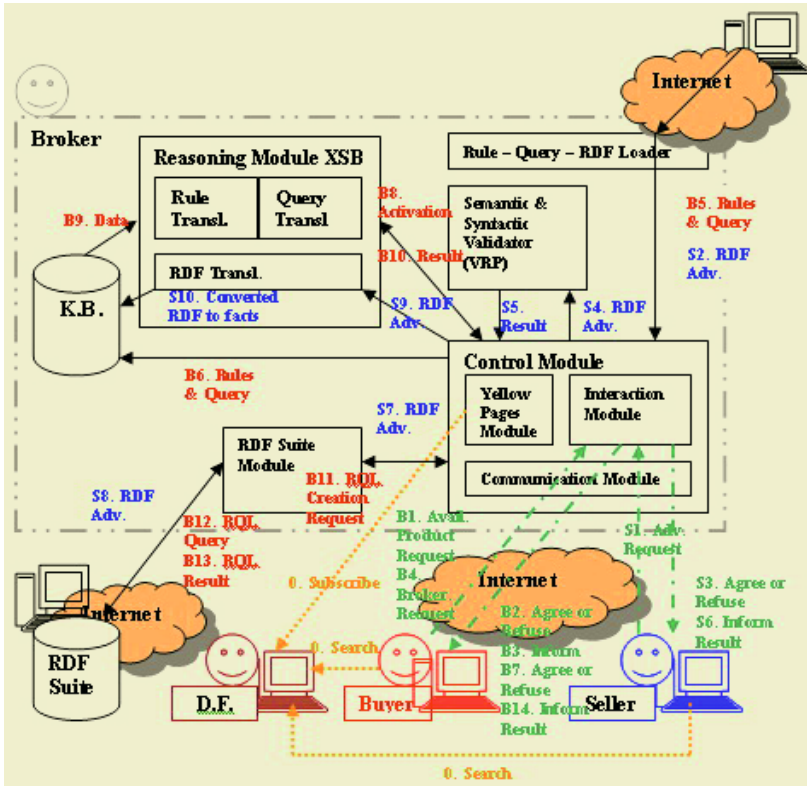 Internet
Broker
Reasoning Module XSB
Rule
Transl.
Query
Transl.
RDF Transl.
S10. Converted
RDF to facts
B9. Data
K.B.
B8.
Activation
B10. Result
Rule – Query – RDF Loader
Semantic &
Syntactic
Validator
(VRP)
B5. Rules
& Query
S2. RDF
Adv.
S9. RDF
Adv.
S5.
Result
S4. RDF
Adv.
B6. Rules
& Query
Control Module
Yellow
Pages
Module
Interaction
Module
Communication Module
S7. RDF
Adv.
RDF Suite
Module
B11. RQL
Creation
Request
S8. RDF
Adv.
B12. RQL
Query
B13. RQL
Result
B1. Avail.
Product
Request
B4.
Broker
Request
S1. Adv.
Request
Internet
RDF
Suite
0. Subscribe
Internet
B2. Agree or
Refuse
B3. Inform
B7. Agree or
Refuse
B14. Inform
Result
S3. Agree or
Refuse
S6. Inform
Result
0. Search
D.F.
Buyer
Seller
0. Search